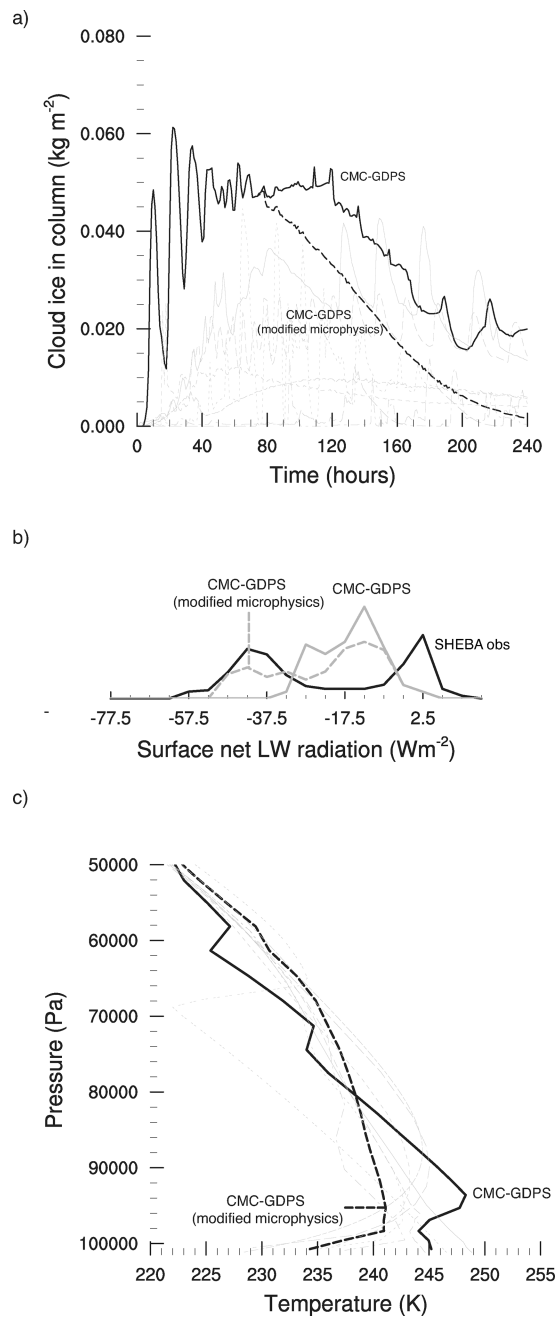 a)
0.080
0.060
0.040
0.020
0.000
Cloud ice in column (kg m-2)
CMC-GDPS
CMC-GDPS
(modified microphysics)
0 40 80 120 160 200 240
Time (hours)
b)
CMC-GDPS
(modified microphysics)
CMC-GDPS
SHEBA obs
-
-77.5 -57.5 -37.5 -17.5 2.5
Surface net LW radiation (Wm-2)
c)
50000
60000
70000
80000
90000
100000
Pressure (Pa)
CMC-GDPS
CMC-GDPS
(modified microphysics)
220 225 230 235 240 245 250 255
Temperature (K)